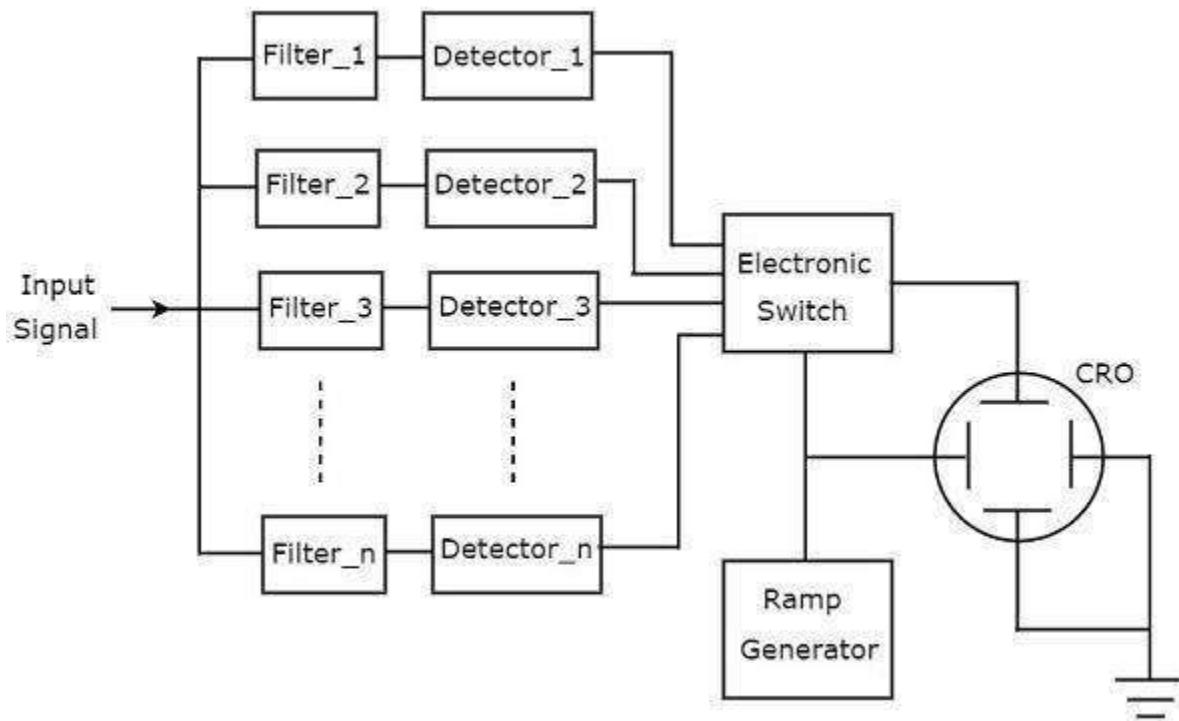 Filter_1
Detector_1
Filter_2
Detector_2
Electronic
Switch
Input
Signal
Filter_3
Detector_3
CRO
Filter_n
Detector_n
Ramp
Generator